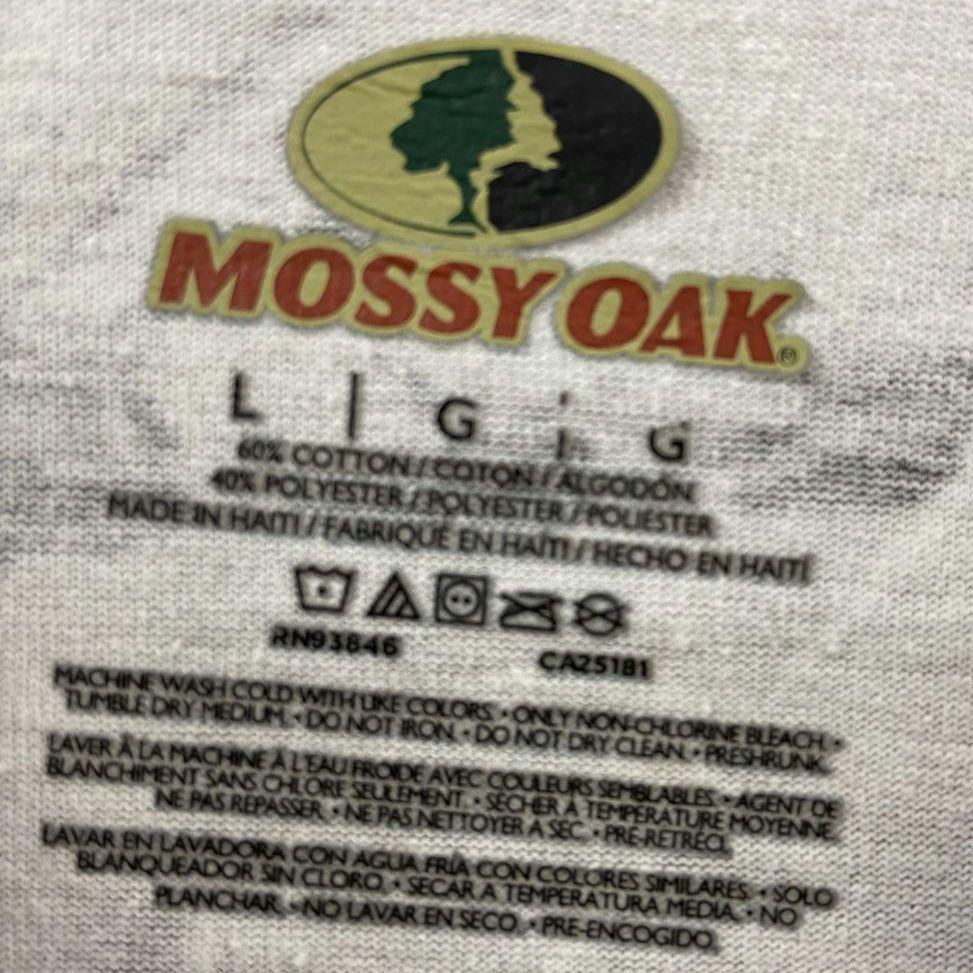 MOSSY OAK®
L | G | G
60% COTTON / COTON / ALGODÓN
40% POLYESTER / POLYESTER / POLIÉSTER
MADE IN HAITI / FABRIQUÉ EN HAÏTI / HECHO EN HAITÍ
RN93846 CA25181
MACHINE WASH COLD WITH LIKE COLORS. • ONLY NON-CHLORINE BLEACH. •
TUMBLE DRY MEDIUM. • DO NOT IRON. • DO NOT DRY CLEAN. • PRESHRUNK.
LAVER À LA MACHINE À L'EAU FROIDE AVEC COULEURS SEMBLABLES. • AGENT DE
BLANCHIMENT SANS CHLORE SEULEMENT. • SÉCHER À TEMPÉRATURE MOYENNE.
NE PAS REPASSER. • NE PAS NETTOYER A SEC. • PRÉ-RETRÉCI.
LAVAR EN LAVADORA CON AGUA FRÍA CON COLORES SIMILARES. • SOLO
BLANQUEADOR SIN CLORO. • SECAR A TEMPERATURA MEDIA. • NO
PLANCHAR. • NO LAVAR EN SECO. • PRE-ENCOGIDO.